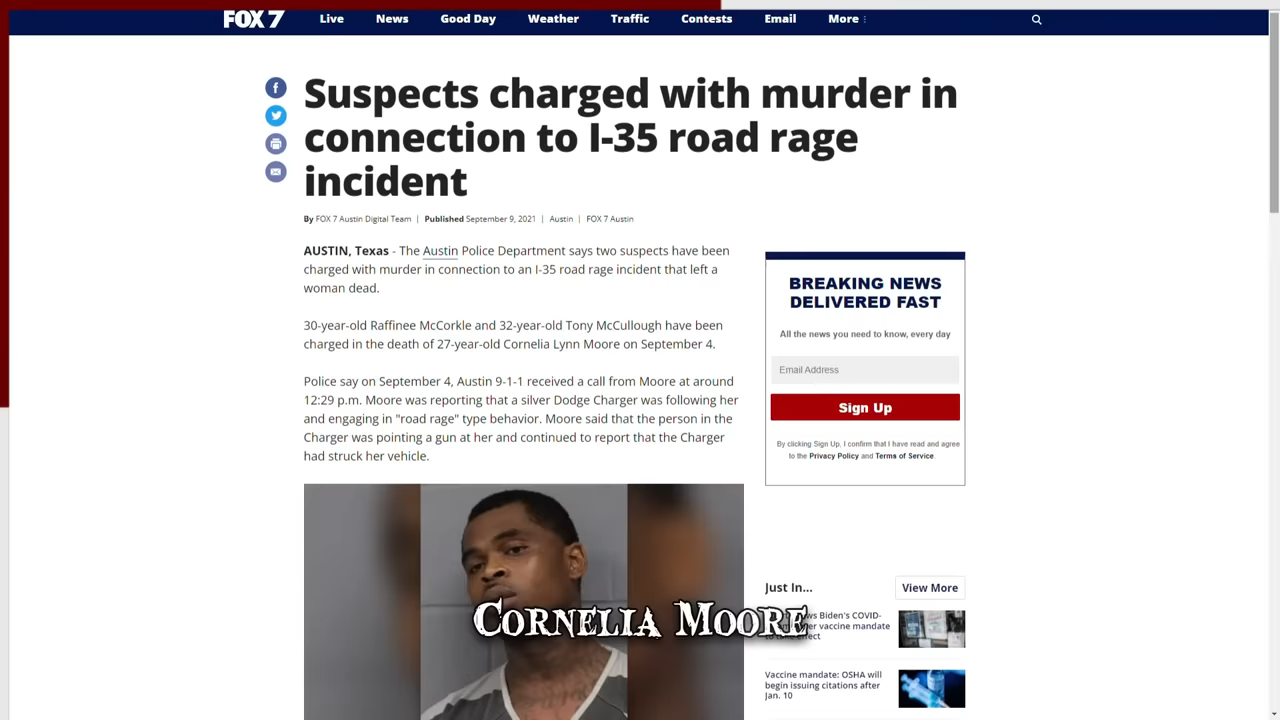 FOX 7
Live News Good Day Weather Traffic Contests Email More
Suspects charged with murder in
connection to I-35 road rage
incident
By FOX 7 Austin Digital Team | Published September 9, 2021 | Austin | FOX 7 Austin
AUSTIN, Texas - The Austin Police Department says two suspects have been
charged with murder in connection to an I-35 road rage incident that left a
woman dead.
30-year-old Raffinee McCorkle and 32-year-old Tony McCullough have been
charged in the death of 27-year-old Cornelia Lynn Moore on September 4.
Police say on September 4, Austin 9-1-1 received a call from Moore at around
12:29 p.m. Moore was reporting that a silver Dodge Charger was following her
and engaging in "road rage" type behavior. Moore said that the person in the
Charger was pointing a gun at her and continued to report that the Charger
had struck her vehicle.
BREAKING NEWS
DELIVERED FAST
All the news you need to know, every day
Email Address
Sign Up
By clicking Sign Up, I confirm that I have read and agree
to the Privacy Policy and Terms of Service.
Just In...
View More
Biden's COVID-
vaccine mandate
Vaccine mandate: OSHA will
begin issuing citations after
Jan. 10
Cornelia Moore